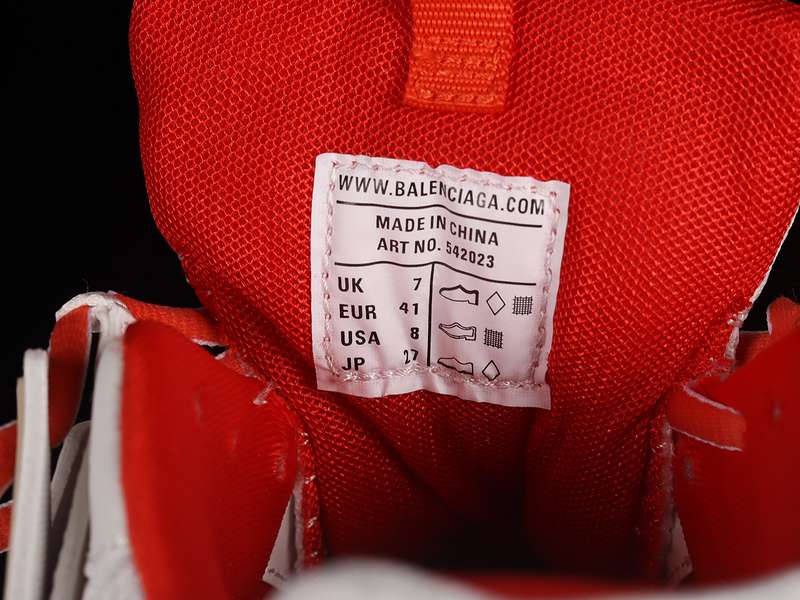 WWW.BALENCIAGA.COM
MADE IN CHINA
ART NO. 542023
UK 7
EUR 41
USA 8
JP 27